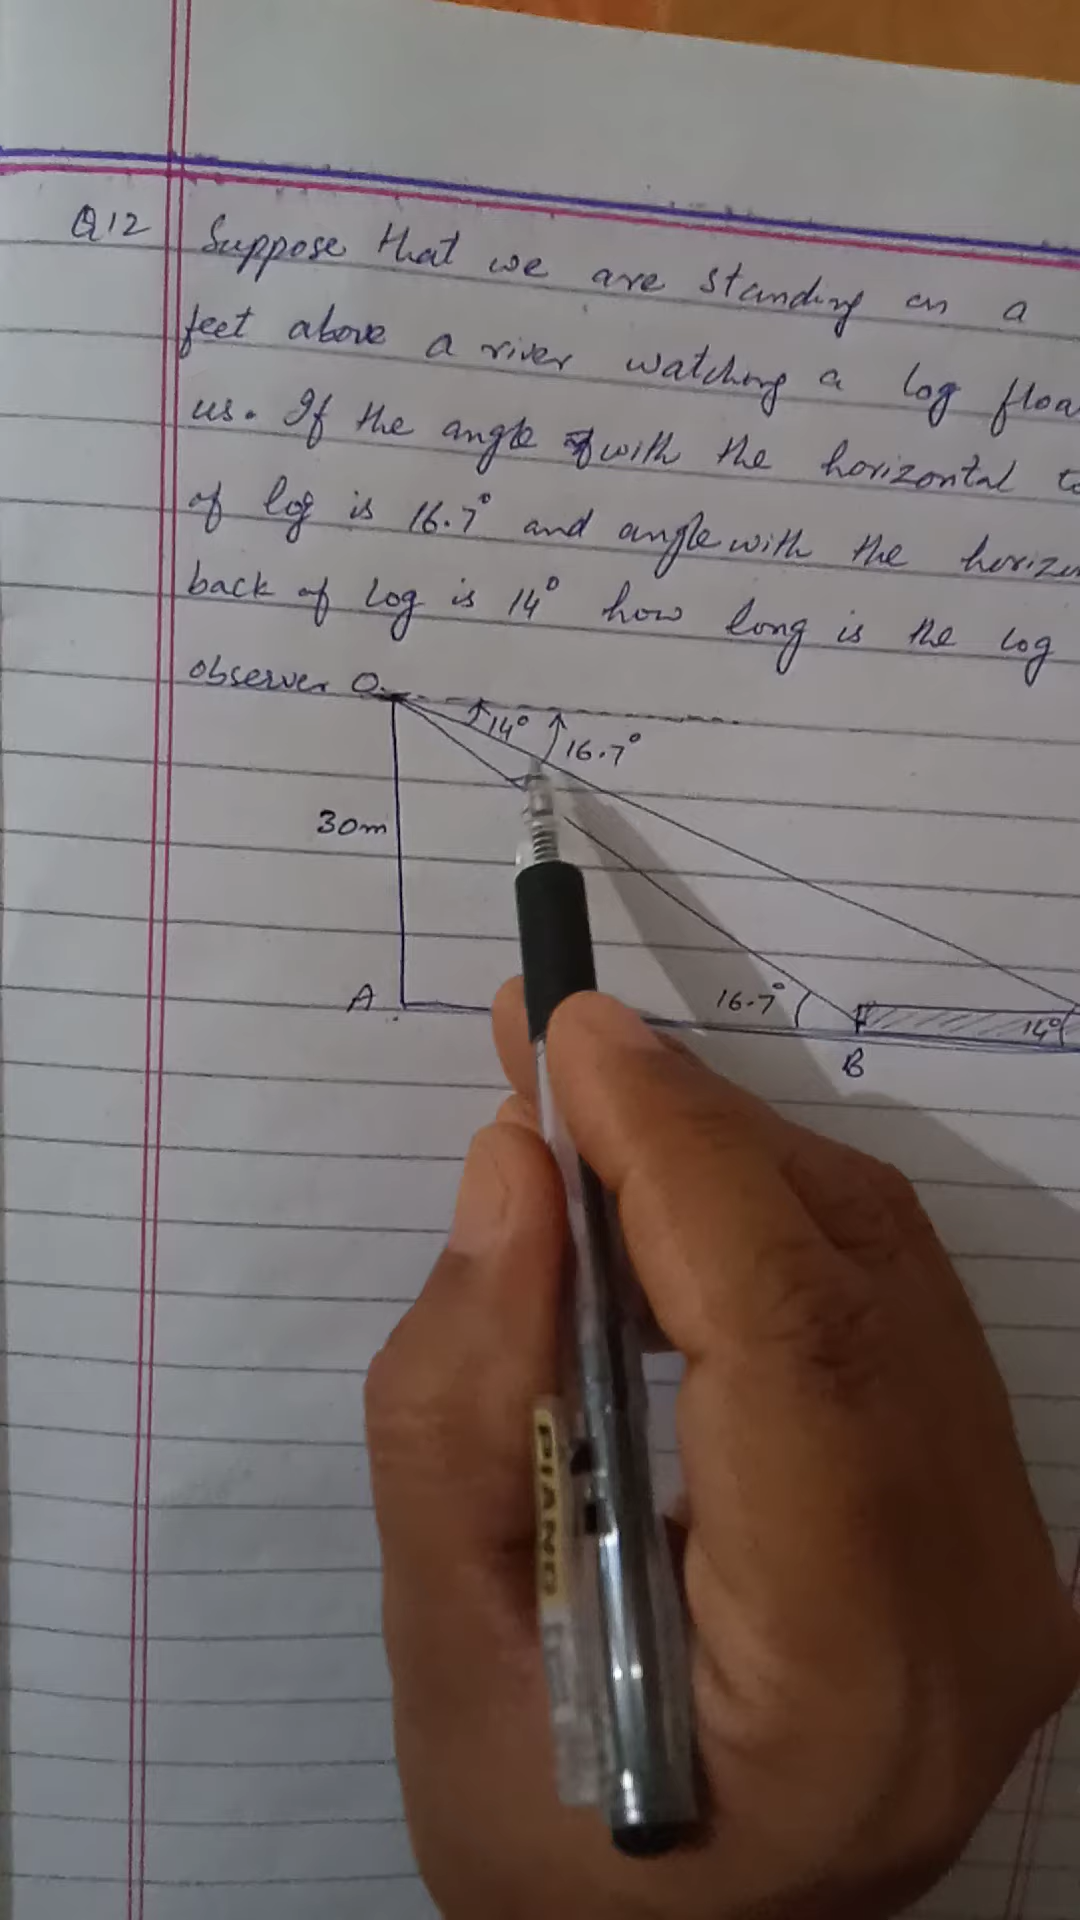 Q12 Suppose that we are standing on a
feet above a river watching a log floa
us. If the angle with the horizontal to
of log is 16.7° and angle with the horizon
back of log is 14° how long is the log
observer O
14°
16.7°
30m
A
16.7°
14°
B
PIANO